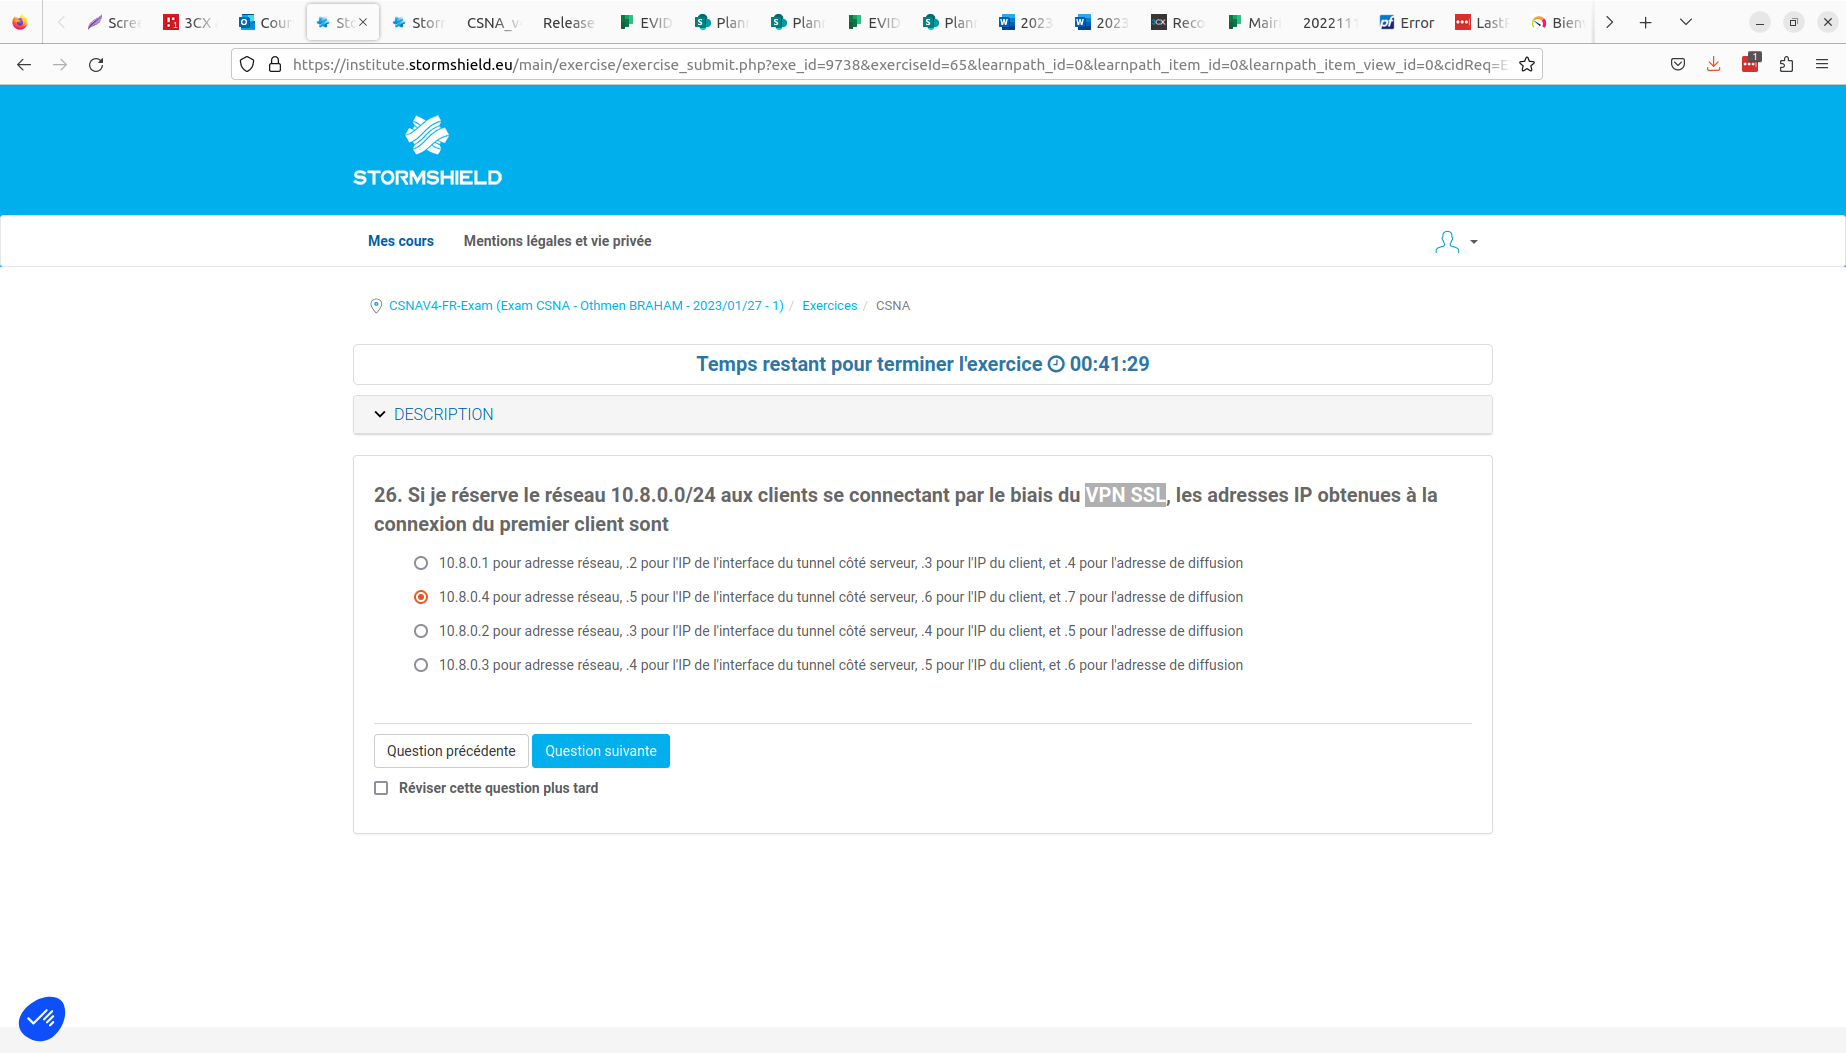 Scree
3CX
Cour
Sto
Storm
CSNA_v
Release
EVID
Plan
Plan
EVID
Plan
2023
2023
Reco
Mairi
2022111
Error
LastP
Bienv
https://institute.stormshield.eu/main/exercise/exercise_submit.php?exe_id=9738&exerciseId=65&learnpath_id=0&learnpath_item_id=0&learnpath_item_view_id=0&cidReq=E
1
STORMSHIELD
Mes cours
Mentions légales et vie privée
CSNAV4-FR-Exam (Exam CSNA - Othmen BRAHAM - 2023/01/27 - 1) / Exercices / CSNA
Temps restant pour terminer l'exercice 00:41:29
DESCRIPTION
26. Si je réserve le réseau 10.8.0.0/24 aux clients se connectant par le biais du VPN SSL, les adresses IP obtenues à la
connexion du premier client sont
10.8.0.1 pour adresse réseau, .2 pour l'IP de l'interface du tunnel côté serveur, .3 pour l'IP du client, et .4 pour l'adresse de diffusion
10.8.0.4 pour adresse réseau, .5 pour l'IP de l'interface du tunnel côté serveur, .6 pour l'IP du client, et .7 pour l'adresse de diffusion
10.8.0.2 pour adresse réseau, .3 pour l'IP de l'interface du tunnel côté serveur, .4 pour l'IP du client, et .5 pour l'adresse de diffusion
10.8.0.3 pour adresse réseau, .4 pour l'IP de l'interface du tunnel côté serveur, .5 pour l'IP du client, et .6 pour l'adresse de diffusion
Question précédente
Question suivante
Réviser cette question plus tard